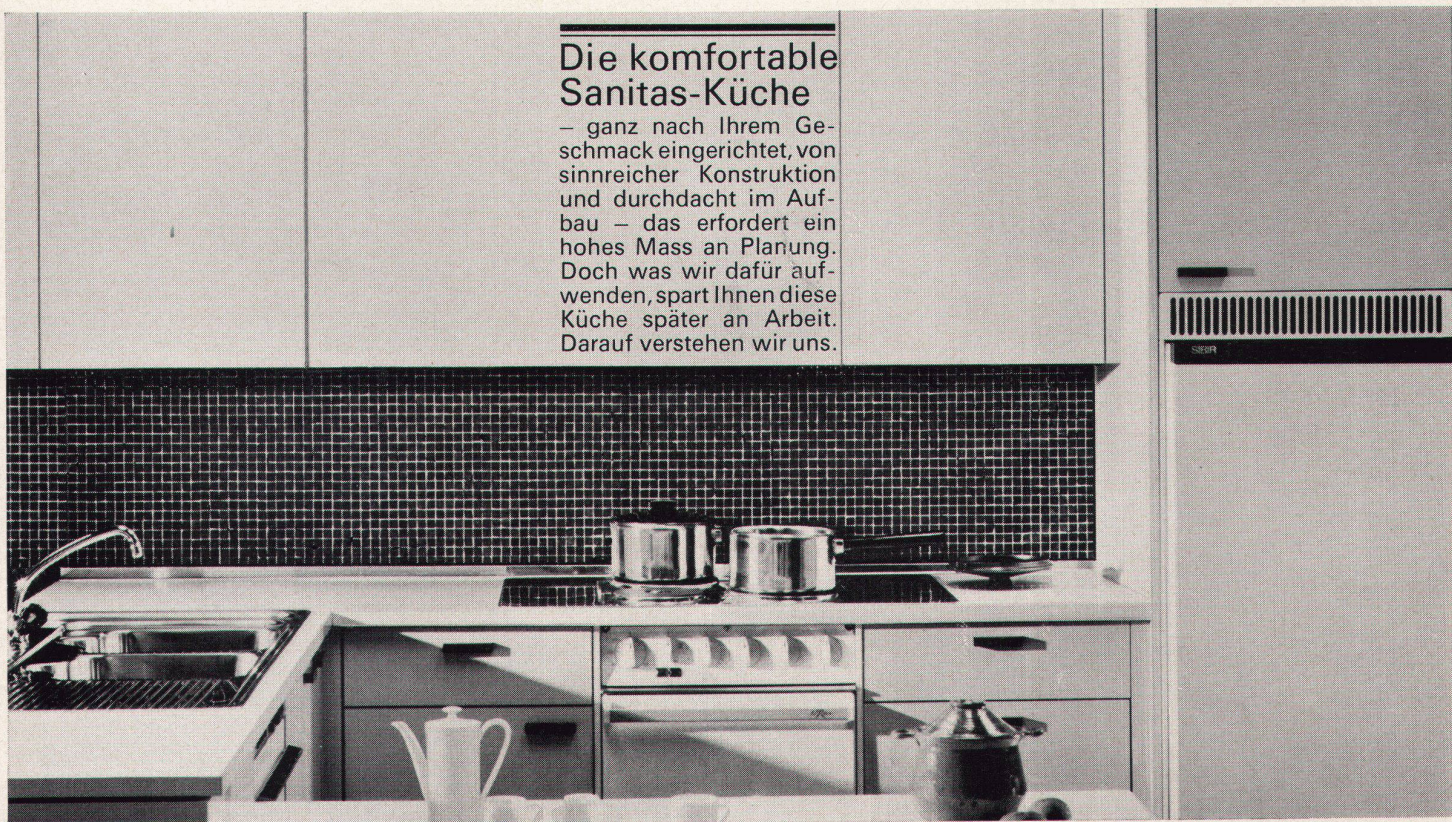 Die komfortable
Sanitas-Küche
– ganz nach Ihrem Ge-
schmack eingerichtet, von
sinnreicher Konstruktion
und durchdacht im Auf-
bau – das erfordert ein
hohes Mass an Planung.
Doch was wir dafür auf-
wenden, spart Ihnen diese
Küche später an Arbeit.
Darauf verstehen wir uns.
SIBIR